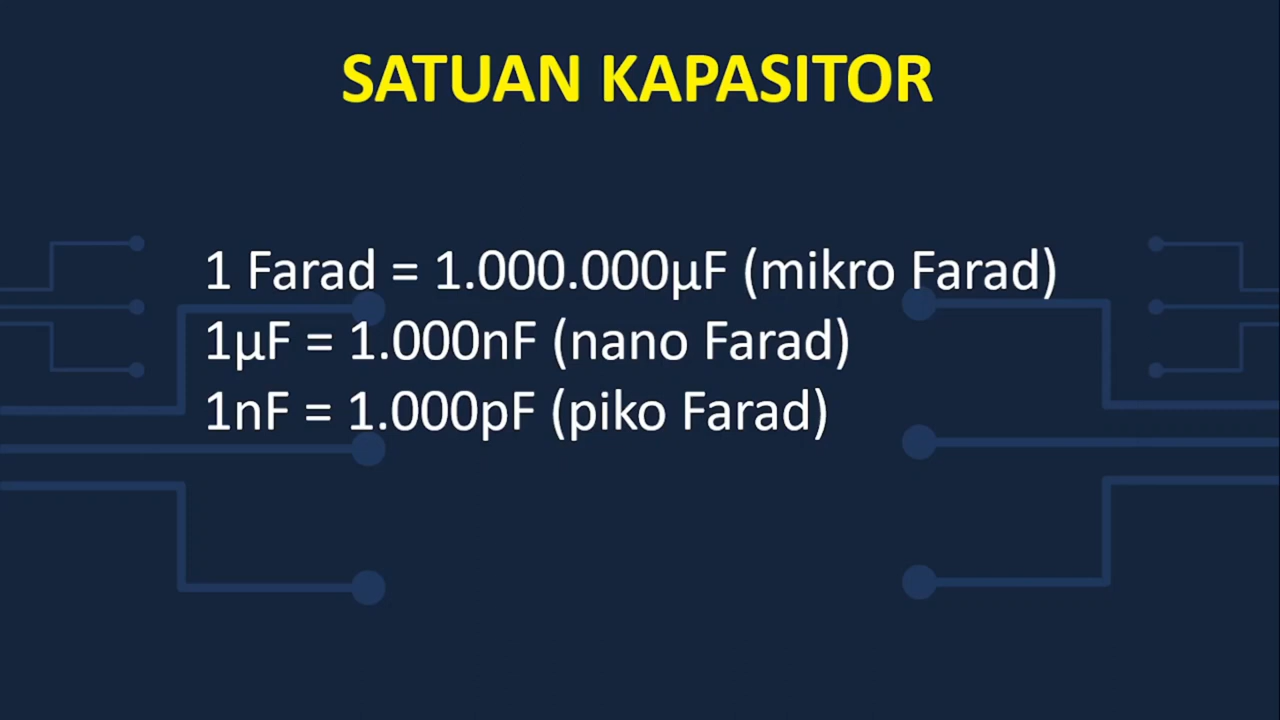 SATUAN KAPASITOR
1 Farad = 1.000.000µF (mikro Farad)
1µF = 1.000nF (nano Farad)
1nF = 1.000pF (piko Farad)